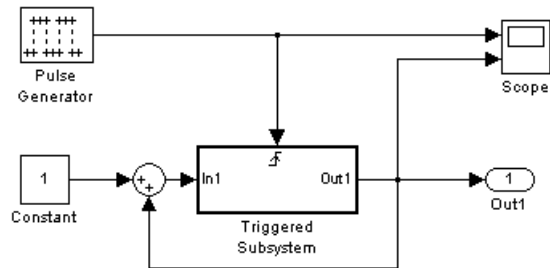 Pulse
Generator
Scope
1
Constant
+
+
In1
Out1
Triggered
Subsystem
1
Out1